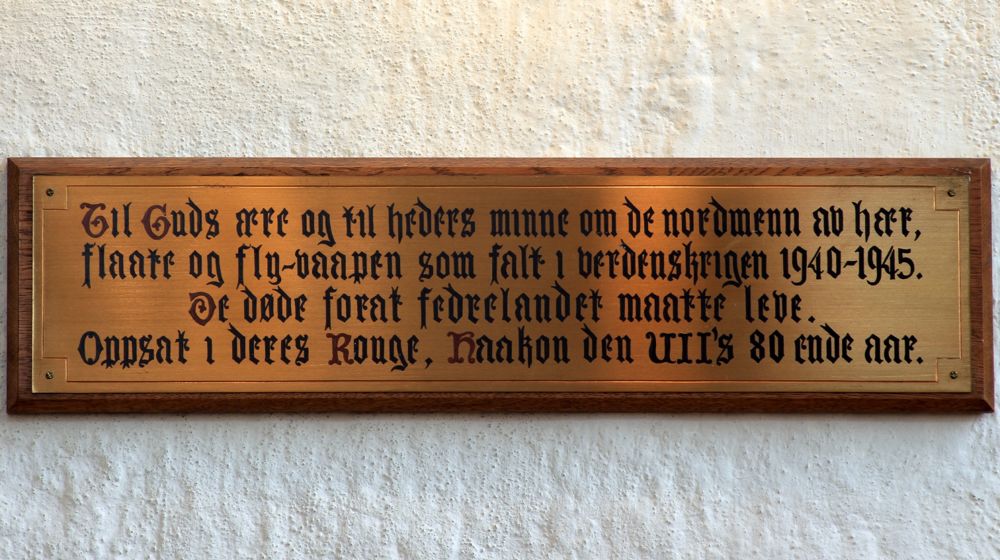 Til Guds ære og til heders minne om de nordmenn av hær,
flaate og fly-vaapen som falt i verdenskrigen 1940-1945.
De døde forat fedrelandet maatte leve.
Oppsat i deres Rouge, Haakon den VII's 80 ende aar.